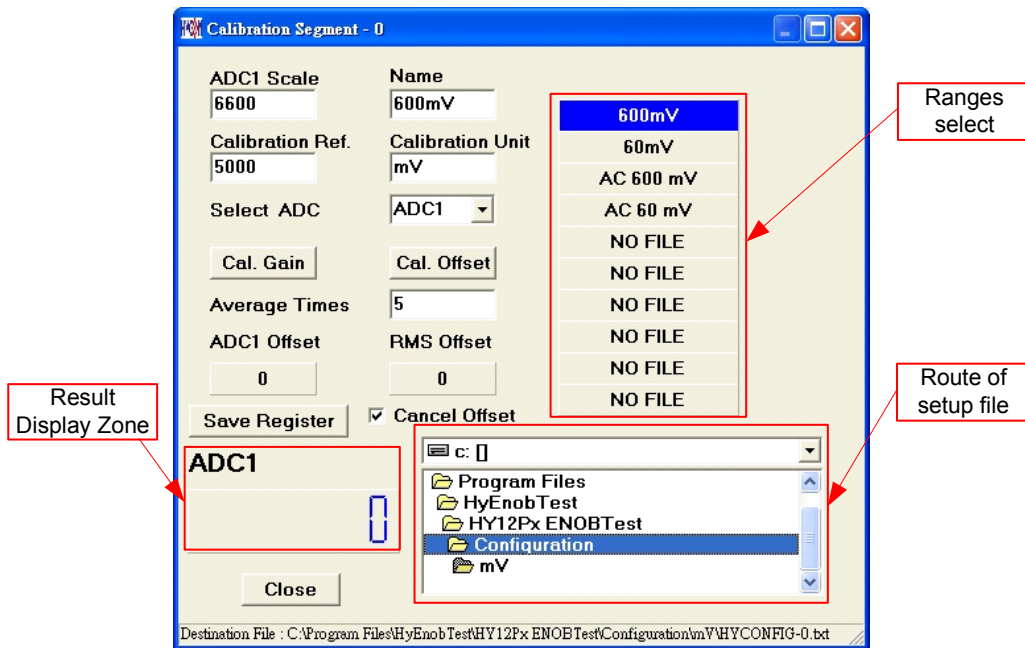 Calibration Segment - 0
ADC1 Scale
Name
6600
600mV
Calibration Ref.
Calibration Unit
5000
mV
Select ADC
ADC1
Cal. Gain
Cal. Offset
Average Times
5
ADC1 Offset
RMS Offset
0
0
Save Register
Cancel Offset
ADC1
0
Close
600mV
60mV
AC 600 mV
AC 60 mV
NO FILE
NO FILE
NO FILE
NO FILE
NO FILE
NO FILE
c: []
Program Files
HyEnobTest
HY12Px ENOBTest
Configuration
mV
Destination File : C:\Program Files\HyEnobTest\HY12Px ENOBTest\Configuration\mV\HYCONFIG-0.txt
Ranges
select
Route of
setup file
Result
Display Zone